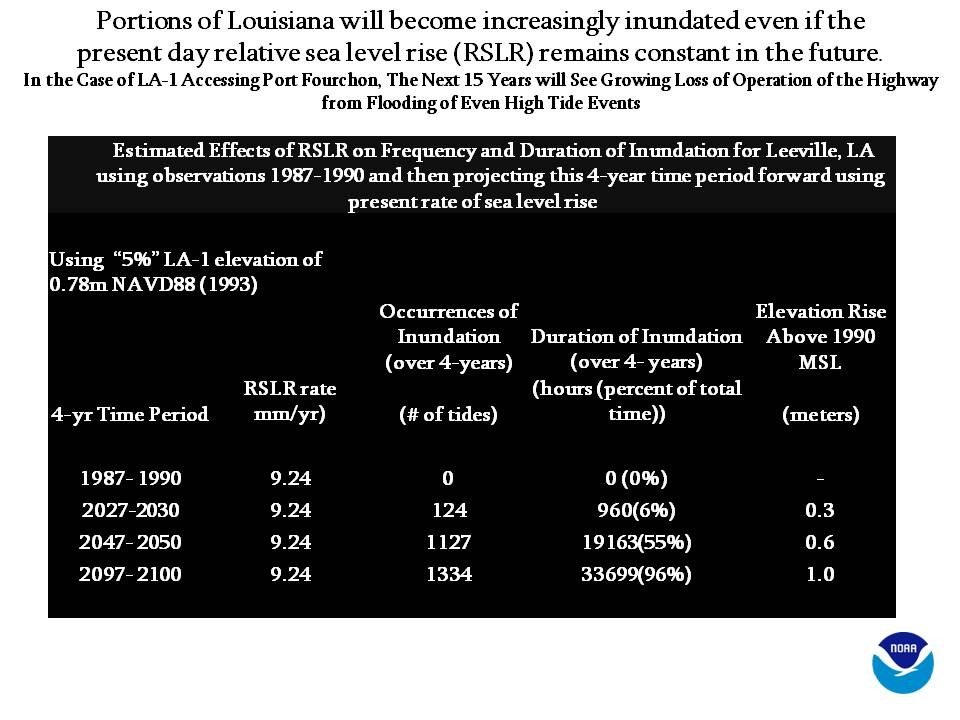 Portions of Louisiana will become increasingly inundated even if the
present day relative sea level rise (RSLR) remains constant in the future.
In the Case of LA-1 Accessing Port Fourchon, The Next 15 Years will See Growing Loss of Operation of the Highway
from Flooding of Even High Tide Events
Estimated Effects of RSLR on Frequency and Duration of Inundation for Leeville, LA
using observations 1987-1990 and then projecting this 4-year time period forward using
present rate of sea level rise
Using “5%” LA-1 elevation of
0.78m NAVD88 (1993)
4-yr Time Period
RSLR rate
mm/yr)
Occurrences of
Inundation
(over 4-years)
(# of tides)
Duration of Inundation
(over 4- years)
(hours (percent of total
time))
Elevation Rise
Above 1990
MSL
(meters)
1987- 1990 9.24 0 0 (0%) -
2027-2030 9.24 124 960(6%) 0.3
2047- 2050 9.24 1127 19163(55%) 0.6
2097- 2100 9.24 1334 33699(96%) 1.0
NOAA